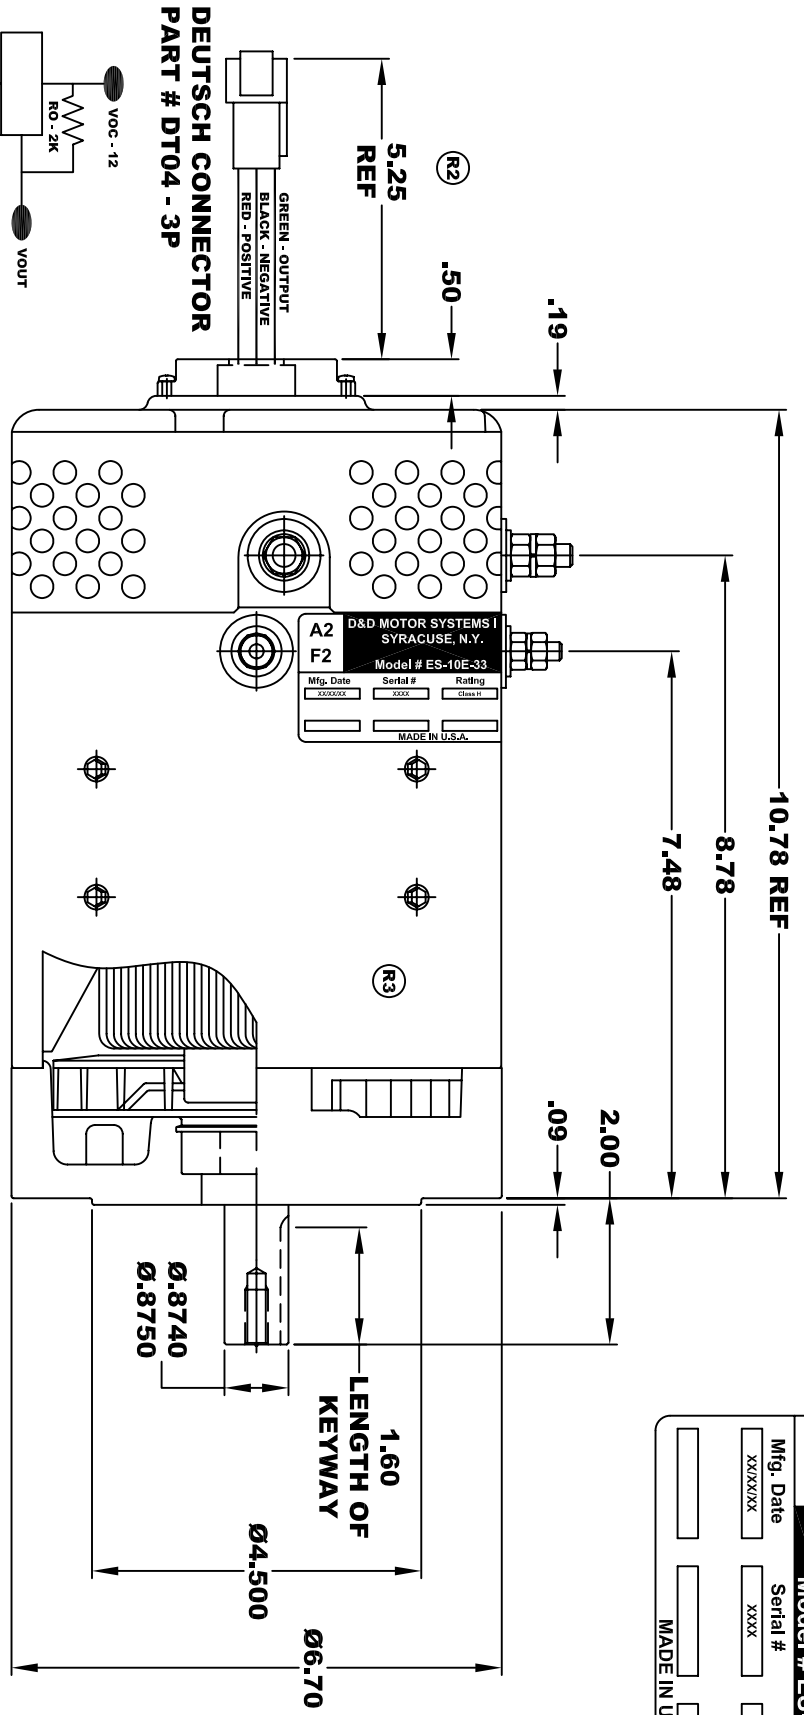 DEUTSCH CONNECTOR
PART # DT04 - 3P
VOC - 12
RO - 2K
VOUT
5.25
REF
R2
GREEN - OUTPUT
BLACK - NEGATIVE
RED - POSITIVE
.50
.19
10.78 REF
8.78
7.48
A2
F2
D&D MOTOR SYSTEMS I
SYRACUSE, N.Y.
Model # ES-10E-33
Mfg. Date Serial # Rating
XX/XX/XX XXXX Class H
MADE IN U.S.A.
R3
.09
2.00
Ø.8740
Ø.8750
1.60
LENGTH OF
KEYWAY
Ø4.500
Ø6.70
Mfg. Date Serial #
XX/XX/XX XXXX
MADE IN U